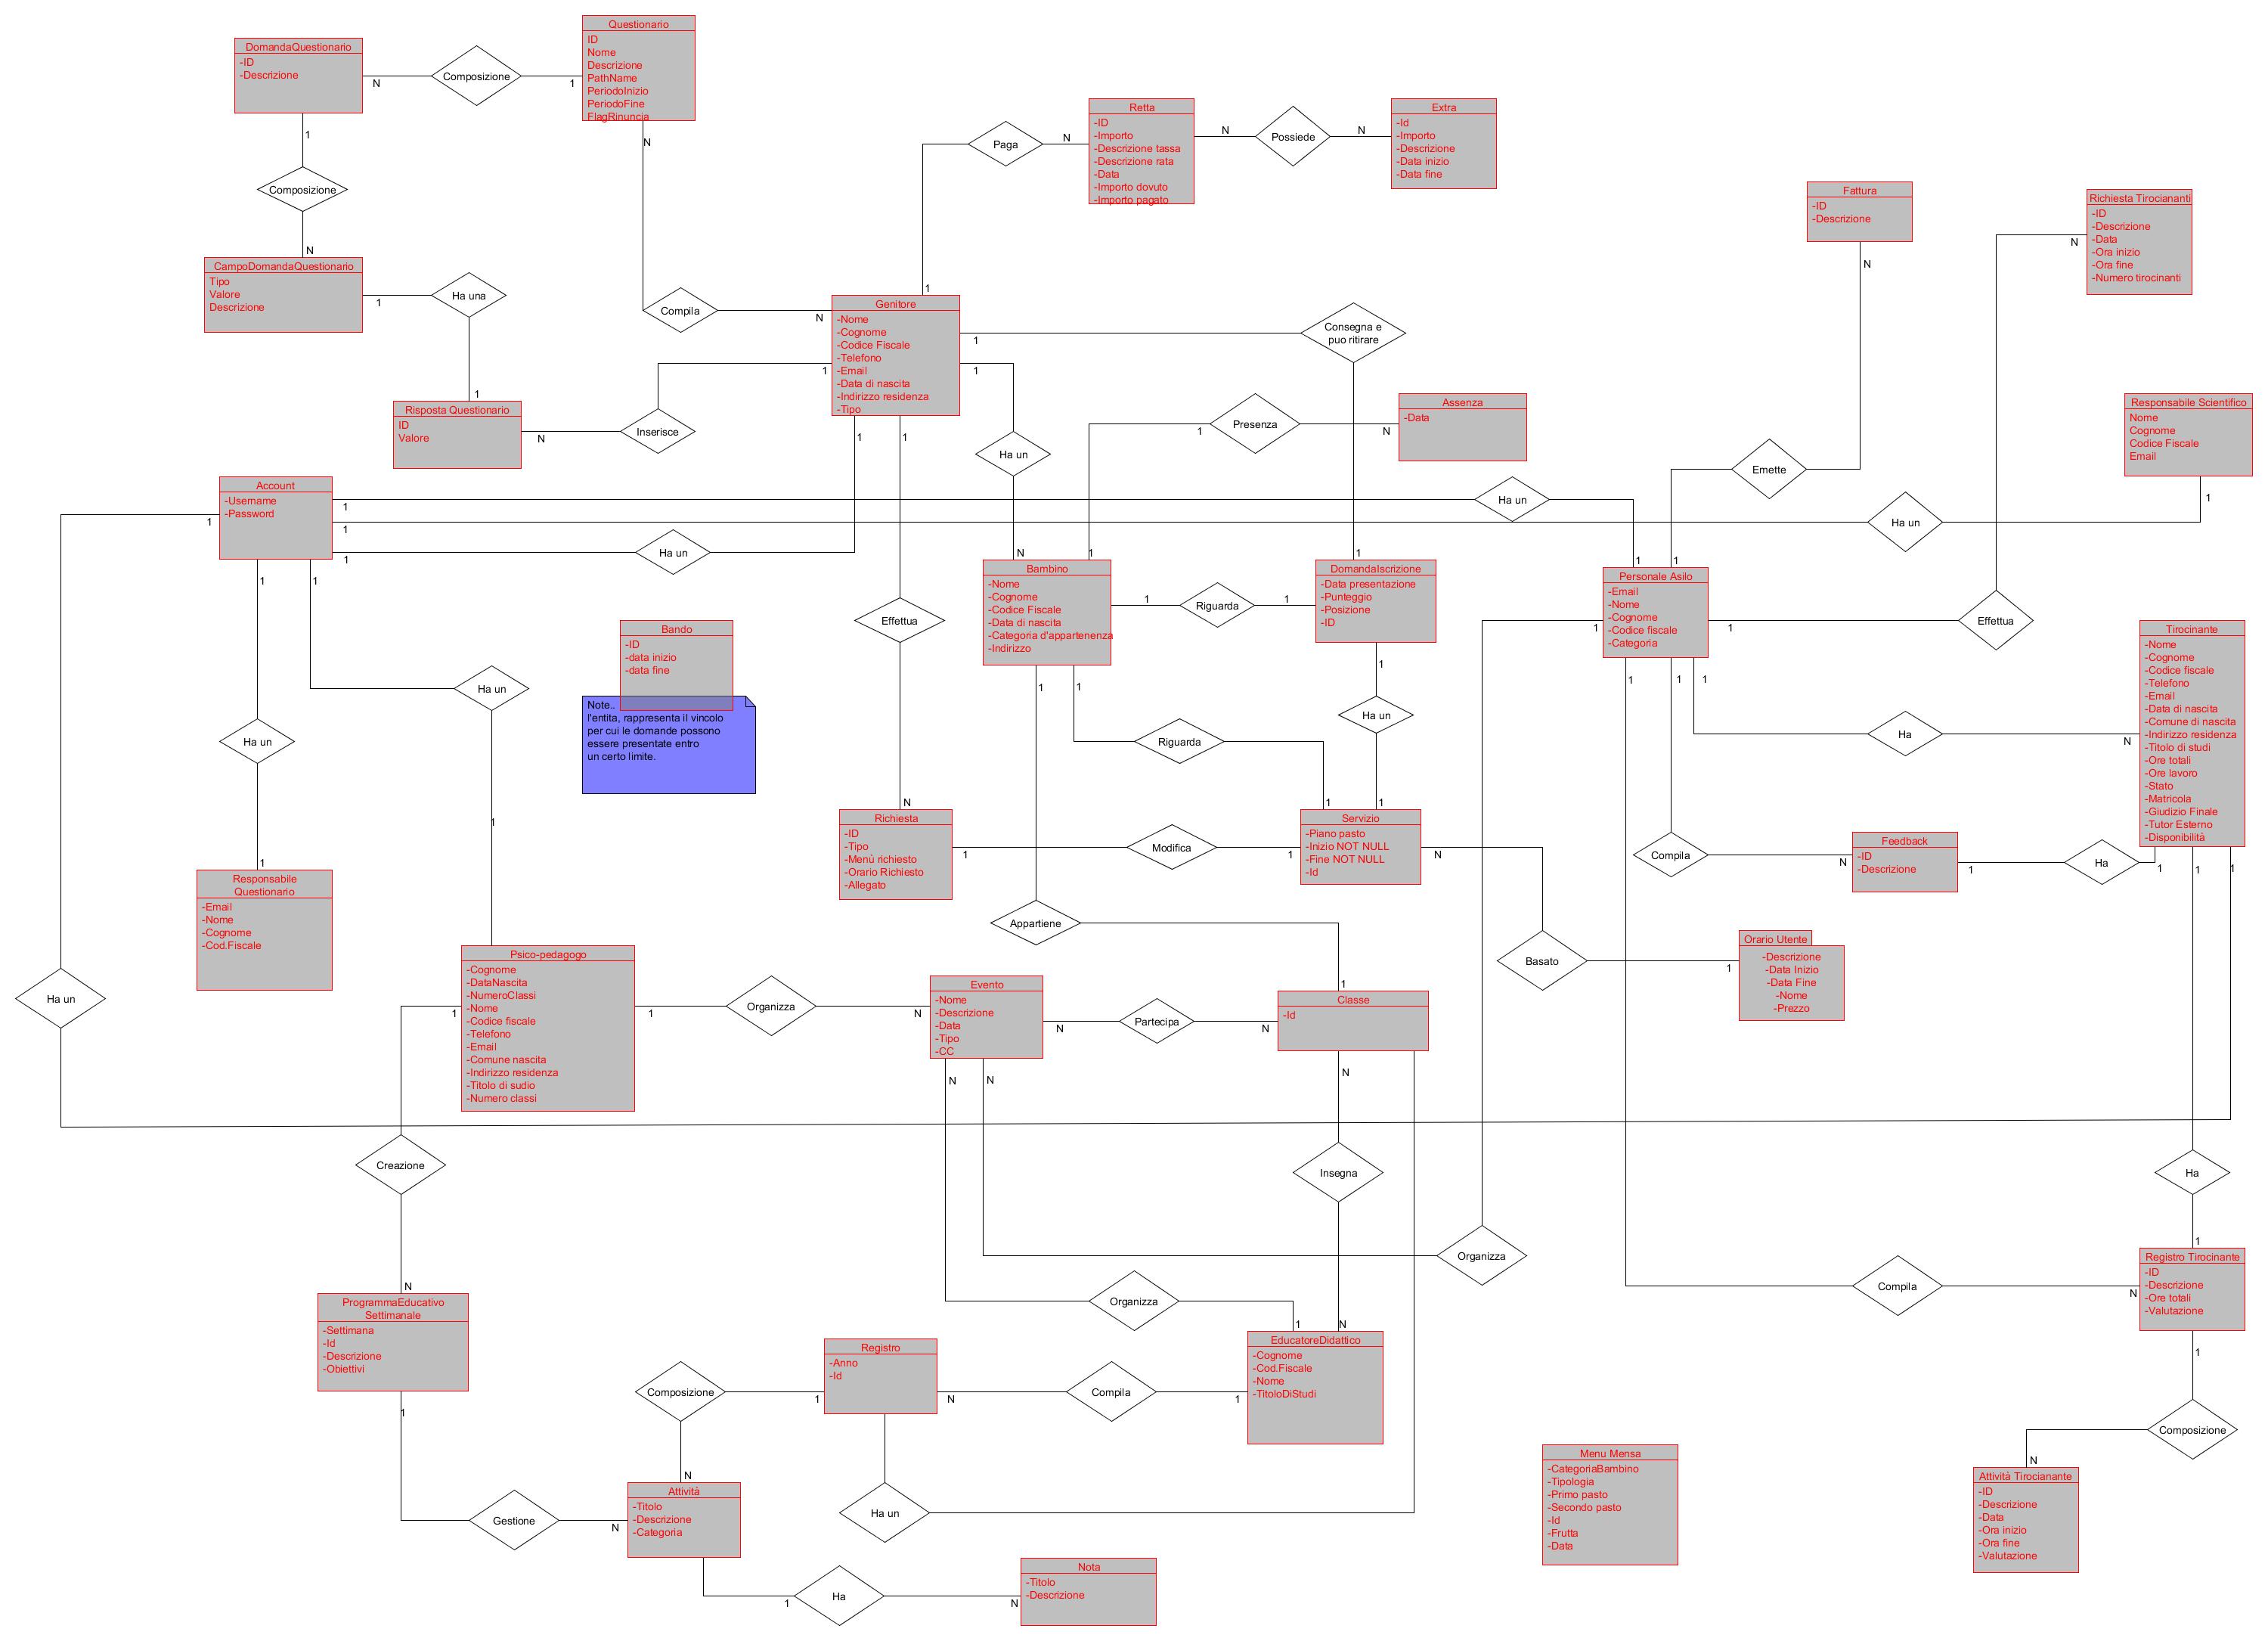 Questionario
ID
Nome
Descrizione
PathName
PeriodoInizio
PeriodoFine
FlagRinuncia
DomandaQuestionario
-ID
-Descrizione
N
Composizione
1
1
Composizione
N
N
CampoDomandaQuestionario
Tipo
Valore
Descrizione
1
Ha una
1
Risposta Questionario
ID
Valore
N
Inserisce
1
Compila
N
Paga
N
1
Retta
-ID
-Importo
-Descrizione tassa
-Descrizione rata
-Data
-Importo dovuto
-Importo pagato
N
Possiede
N
Extra
-Id
-Importo
-Descrizione
-Data inizio
-Data fine
Fattura
-ID
-Descrizione
N
Richiesta Tirocinanti
-ID
-Descrizione
-Data
-Ora inizio
-Ora fine
-Numero tirocinanti
N
Genitore
-Nome
-Cognome
-Codice Fiscale
-Telefono
-Email
-Data di nascita
-Indirizzo residenza
-Tipo
1
Consegna e
puo ritirare
1
1
Ha un
N
1
1
Presenza
N
Assenza
-Data
1
Emette
1
Responsabile Scientifico
Nome
Cognome
Codice Fiscale
Email
1
Account
-Username
-Password
1
1
Ha un
1
1
Ha un
1
Ha un
1
1
1
Bambino
-Nome
-Cognome
-Codice Fiscale
-Data di nascita
-Categoria d'appartenenza
-Indirizzo
1
Riguarda
1
DomandaIscrizione
-Data presentazione
-Punteggio
-Posizione
-ID
1
Personale Asilo
-Email
-Nome
-Cognome
-Codice fiscale
-Categoria
1
1
Effettua
Tirocinante
-Nome
-Cognome
-Codice fiscale
-Telefono
-Email
-Data di nascita
-Comune di nascita
-Indirizzo residenza
-Titolo di studi
-Ore totali
-Ore lavoro
-Stato
-Matricola
-Giudizio Finale
-Tutor Esterno
-Disponibilità
Effettua
N
Bando
-ID
-data inizio
-data fine
Note..
l'entita, rappresenta il vincolo
per cui le domande possono
essere presentate entro
un certo limite.
Ha un
1
Ha un
1
1
1
Riguarda
1
Ha un
1
1
1
1
Ha
N
Richiesta
-ID
-Tipo
-Menù richiesto
-Orario Richiesto
-Allegato
1
Modifica
1
Servizio
-Piano pasto
-Inizio NOT NULL
-Fine NOT NULL
-Id
N
Compila
N
Feedback
-ID
-Descrizione
1
Ha
1
1
1
Responsabile
Questionario
-Email
-Nome
-Cognome
-Cod.Fiscale
Appartiene
1
Basato
1
Orario Utente
-Descrizione
-Data Inizio
-Data Fine
-Nome
-Prezzo
Ha un
Psico-pedagogo
-Cognome
-DataNascita
-NumeroClassi
-Nome
-Codice fiscale
-Telefono
-Email
-Comune nascita
-Indirizzo residenza
-Titolo di sudio
-Numero classi
1
1
Organizza
N
Evento
-Nome
-Descrizione
-Data
-Tipo
-CC
N
Partecipa
N
Classe
-Id
N
N
N
Creazione
N
Insegna
N
Ha
1
Organizza
Organizza
1
Compila
N
Registro Tirocinante
-ID
-Descrizione
-Ore totali
-Valutazione
1
ProgrammaEducativo
Settimanale
-Settimana
-Id
-Descrizione
-Obiettivi
1
Registro
-Anno
-Id
Composizione
1
N
N
Compila
1
EducatoreDidattico
-Cognome
-Cod.Fiscale
-Nome
-TitoloDiStudi
Composizione
N
Gestione
N
Attività
-Titolo
-Descrizione
-Categoria
Ha un
Menu Mensa
-CategoriaBambino
-Tipologia
-Primo pasto
-Secondo pasto
-Id
-Frutta
-Data
Attività Tirocianante
-ID
-Descrizione
-Data
-Ora inizio
-Ora fine
-Valutazione
1
Ha
N
Nota
-Titolo
-Descrizione